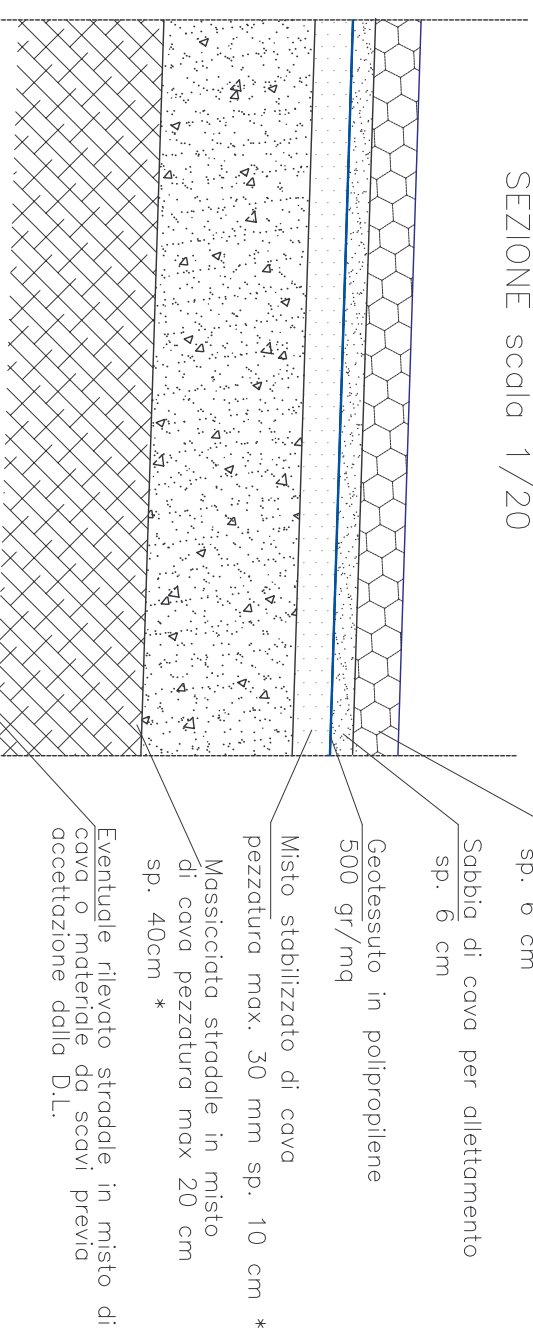 SEZIONE scala 1/20
sp. 6 cm
Sabbia di cava per allettamento
sp. 6 cm
Geotessuto in polipropilene
500 gr/mq
Misto stabilizzato di cava
pezzatura max. 30 mm sp. 10 cm *
Massicciata stradale in misto
di cava pezzatura max 20 cm
sp. 40cm *
Eventuale rilevato stradale in misto di
cava o materiale da scavi previa
accettazione dalla D.L.